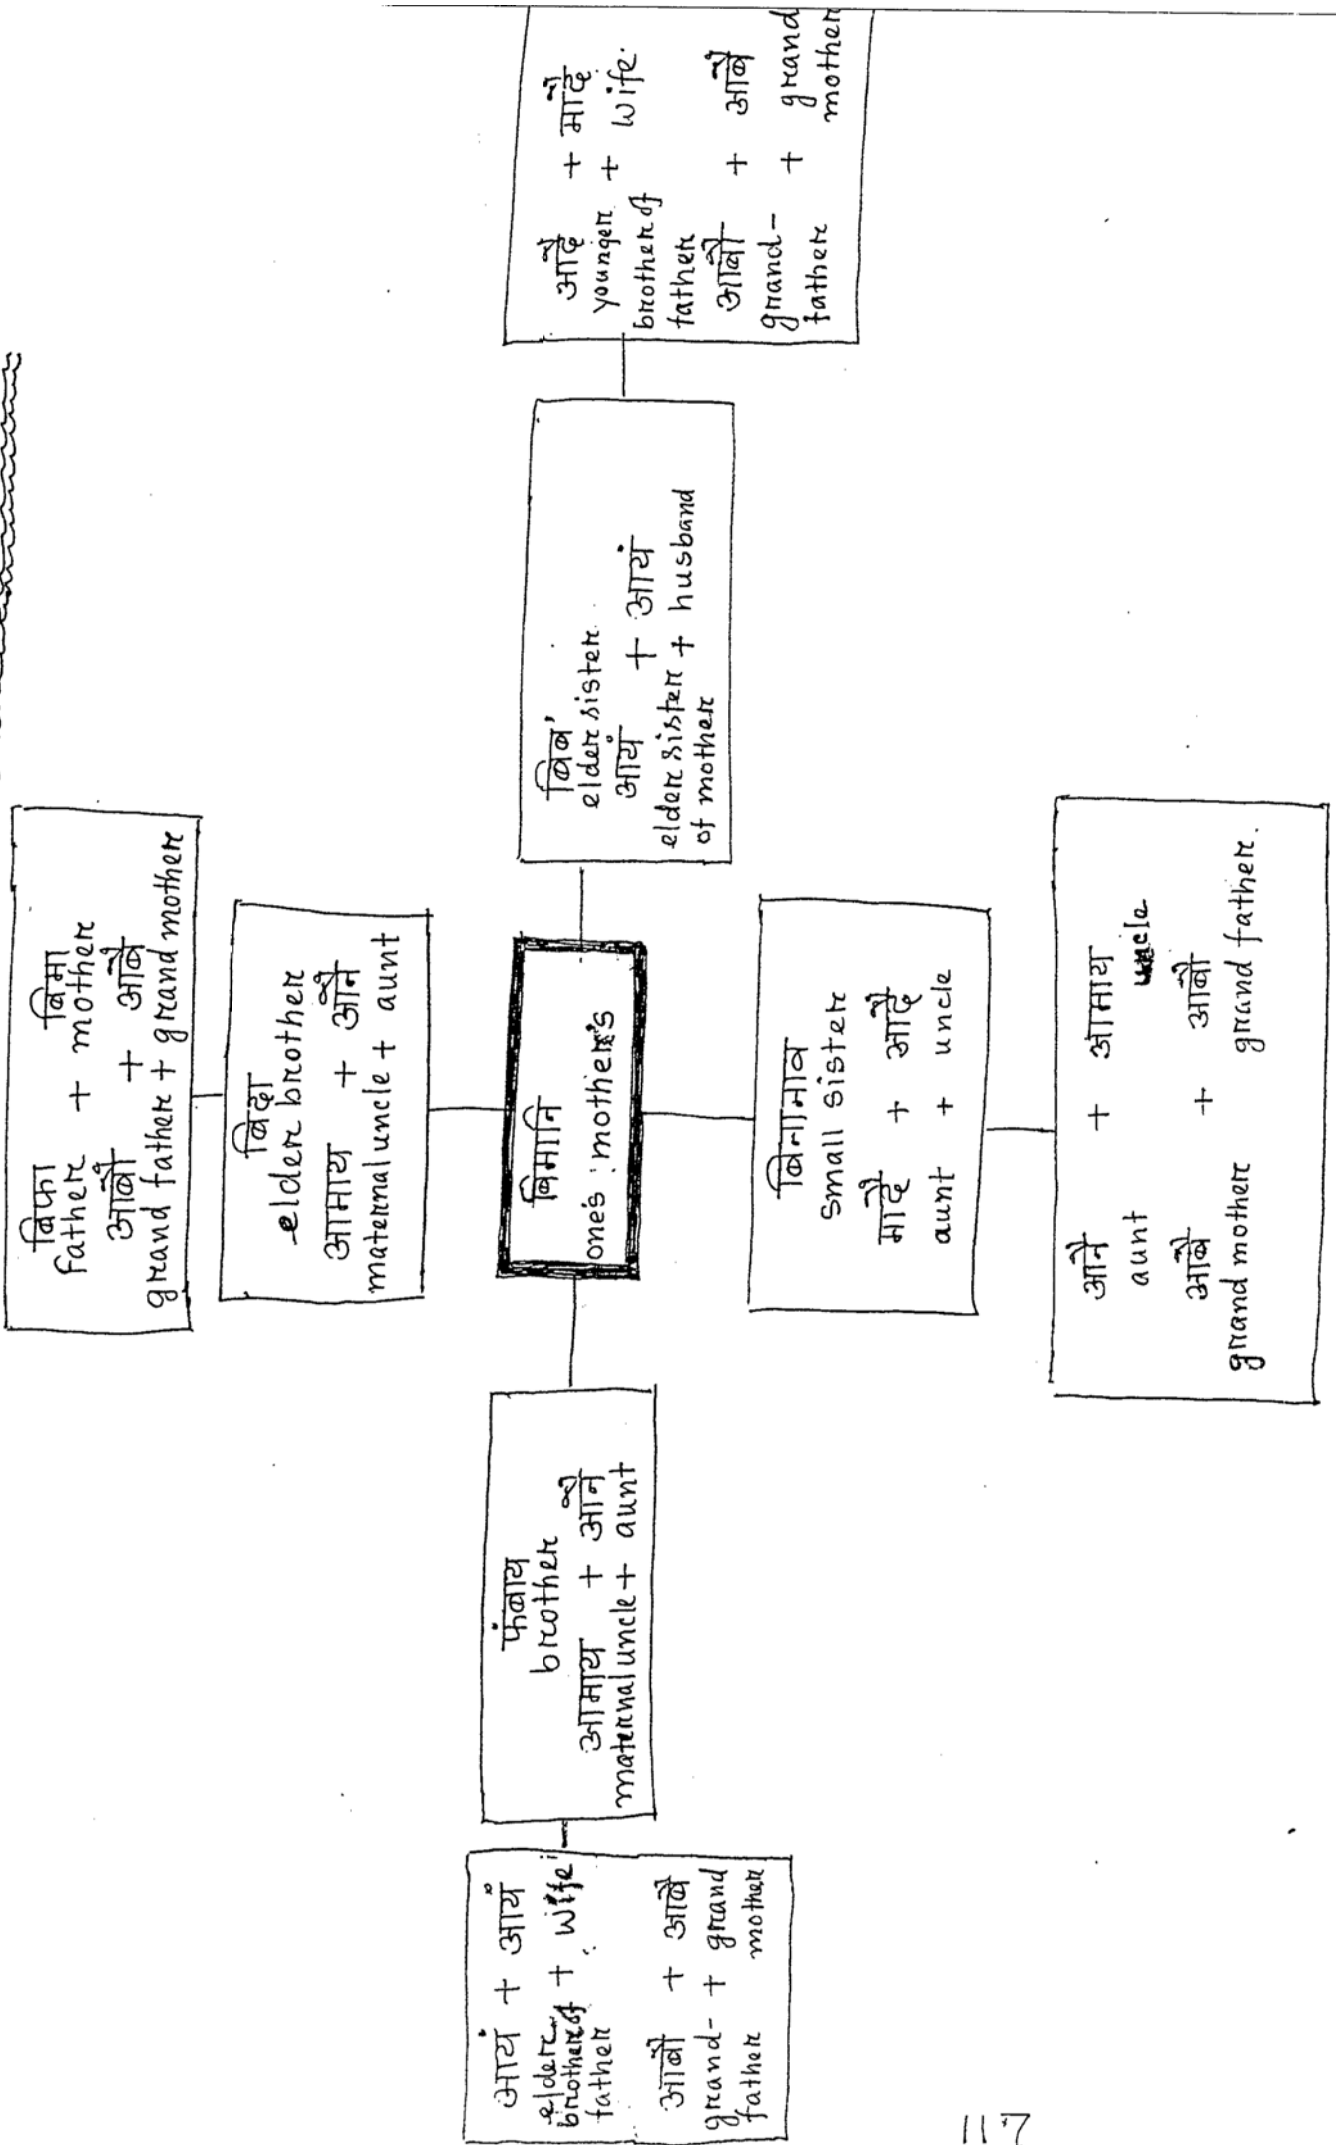 बिफा बिमा
Father + mother
आबौ + आबै
grand father + grand mother
बिदा
elder brother
आमाय + आनै
maternal uncle + aunt
आयं + आयं
elder + wife
brother of
father
आबौ + आबै
grand- + grand
father mother
फंबाय
brother
आमाय + आनै
maternal uncle + aunt
बिमानि
one's : mother's
बिब'
elder sister
आयं + आयं
elder sister + husband
of mother
आदै + मादै
younger + wife.
brother of
father
आबौ + आबै
grand- + grand
father mother
बिनानाव
small sister
मादै + आदै
aunt + uncle
आनै + आमाय
aunt uncle
आबै + आबौ
grand mother grand father.
117